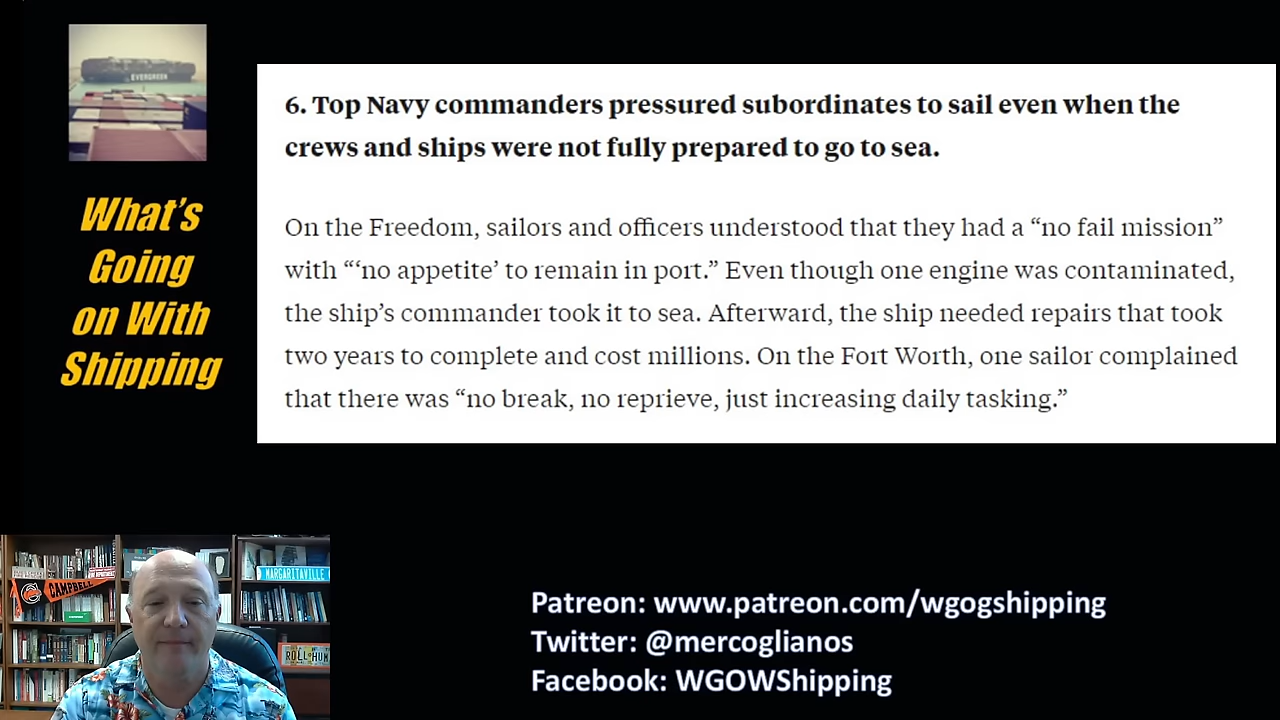 EVERGREEN
What's
Going
on With
Shipping
6. Top Navy commanders pressured subordinates to sail even when the
crews and ships were not fully prepared to go to sea.
On the Freedom, sailors and officers understood that they had a “no fail mission”
with “‘no appetite’ to remain in port.” Even though one engine was contaminated,
the ship’s commander took it to sea. Afterward, the ship needed repairs that took
two years to complete and cost millions. On the Fort Worth, one sailor complained
that there was “no break, no reprieve, just increasing daily tasking.”
CAMPBELL
MARGARITAVILLE
Patreon: www.patreon.com/wgogshipping
Twitter: @mercoglianos
Facebook: WGOWShipping